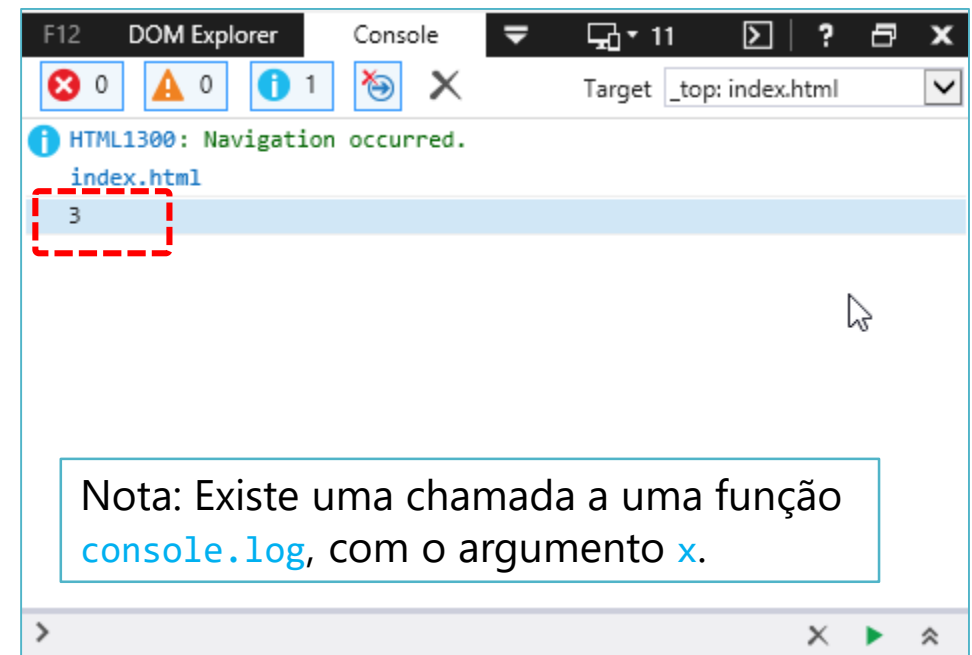 F12 DOM Explorer Console 11 ?
0 0 1 Target _top: index.html
HTML1300: Navigation occurred.
index.html
3
Nota: Existe uma chamada a uma função
console.log, com o argumento x.